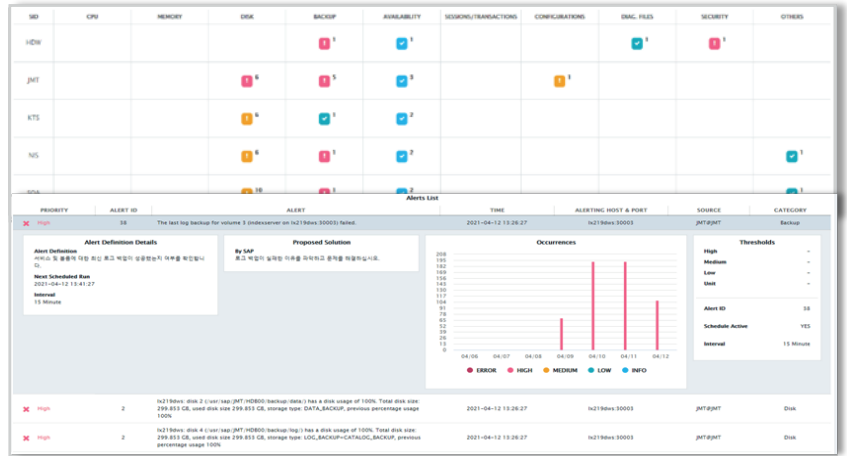 SID CPU MEMORY DISK BACKUP AVAILABILITY SESSIONS/TRANSACTIONS CONFIGURATIONS DIAG. FILES SECURITY OTHERS
HDW 1 1 1 1
JMT 6 5 3 1
KTS 6 1 2
NIS 6 1 2 1
Alerts List
PRIORITY ALERT ID ALERT TIME ALERTING HOST & PORT SOURCE CATEGORY
High 58 The last log backup for volume 3 (indexserver on lx219dws:30003) failed. 2021-04-12 13:26:27 lx219dws:30003 JMT@JMT Backup
Alert Definition Details
Alert Definition
서비스 및 볼륨에 대한 최신 로그 백업이 성공했는지 여부를 확인합니
다.
Next Scheduled Run
2021-04-12 13:41:27
Interval
15 Minute
Proposed Solution
By SAP
로그 백업이 실패한 이유를 파악하고 문제를 해결하십시오.
Occurrences
208
195
182
169
156
143
130
117
104
91
78
65
52
39
26
13
0
04/06 04/07 04/08 04/09 04/10 04/11 04/12
ERROR HIGH MEDIUM LOW INFO
Thresholds
High -
Medium -
Low -
Unit -
Alert ID 58
Schedule Active YES
Interval 15 Minute
High 2 lx219dws: disk 2 (/usr/sap/JMT/HDB00/backup/data/) has a disk usage of 100%. Total disk size:
299.853 GB, used disk size 299.853 GB, storage type: DATA_BACKUP, previous percentage usage
100%
2021-04-12 13:26:27 lx219dws:30003 JMT@JMT Disk
High 2 lx219dws: disk 4 (/usr/sap/JMT/HDB00/backup/log/) has a disk usage of 100%. Total disk size:
299.853 GB, used disk size 299.853 GB, storage type: LOG_BACKUP=CATALOG_BACKUP, previous
percentage usage 100%
2021-04-12 13:26:27 lx219dws:30003 JMT@JMT Disk